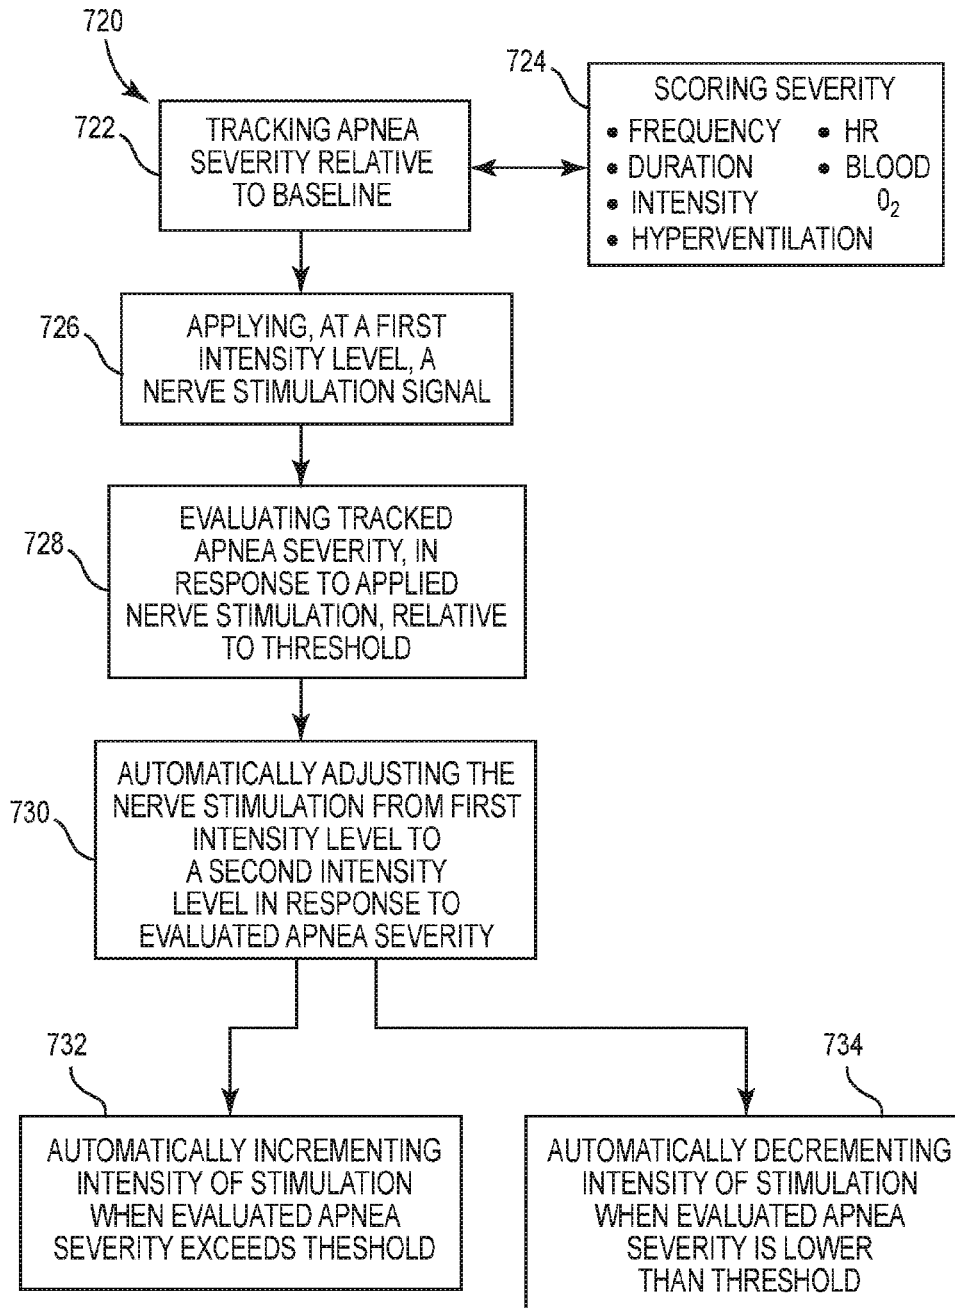 720
722
TRACKING APNEA
SEVERITY RELATIVE
TO BASELINE
724
SCORING SEVERITY
• FREQUENCY • HR
• DURATION • BLOOD
• INTENSITY O2
• HYPERVENTILATION
726
APPLYING, AT A FIRST
INTENSITY LEVEL, A
NERVE STIMULATION SIGNAL
728
EVALUATING TRACKED
APNEA SEVERITY, IN
RESPONSE TO APPLIED
NERVE STIMULATION, RELATIVE
TO THRESHOLD
730
AUTOMATICALLY ADJUSTING THE
NERVE STIMULATION FROM FIRST
INTENSITY LEVEL TO
A SECOND INTENSITY
LEVEL IN RESPONSE TO
EVALUATED APNEA SEVERITY
732
AUTOMATICALLY INCREMENTING
INTENSITY OF STIMULATION
WHEN EVALUATED APNEA
SEVERITY EXCEEDS THESHOLD
734
AUTOMATICALLY DECREMENTING
INTENSITY OF STIMULATION
WHEN EVALUATED APNEA
SEVERITY IS LOWER
THAN THRESHOLD